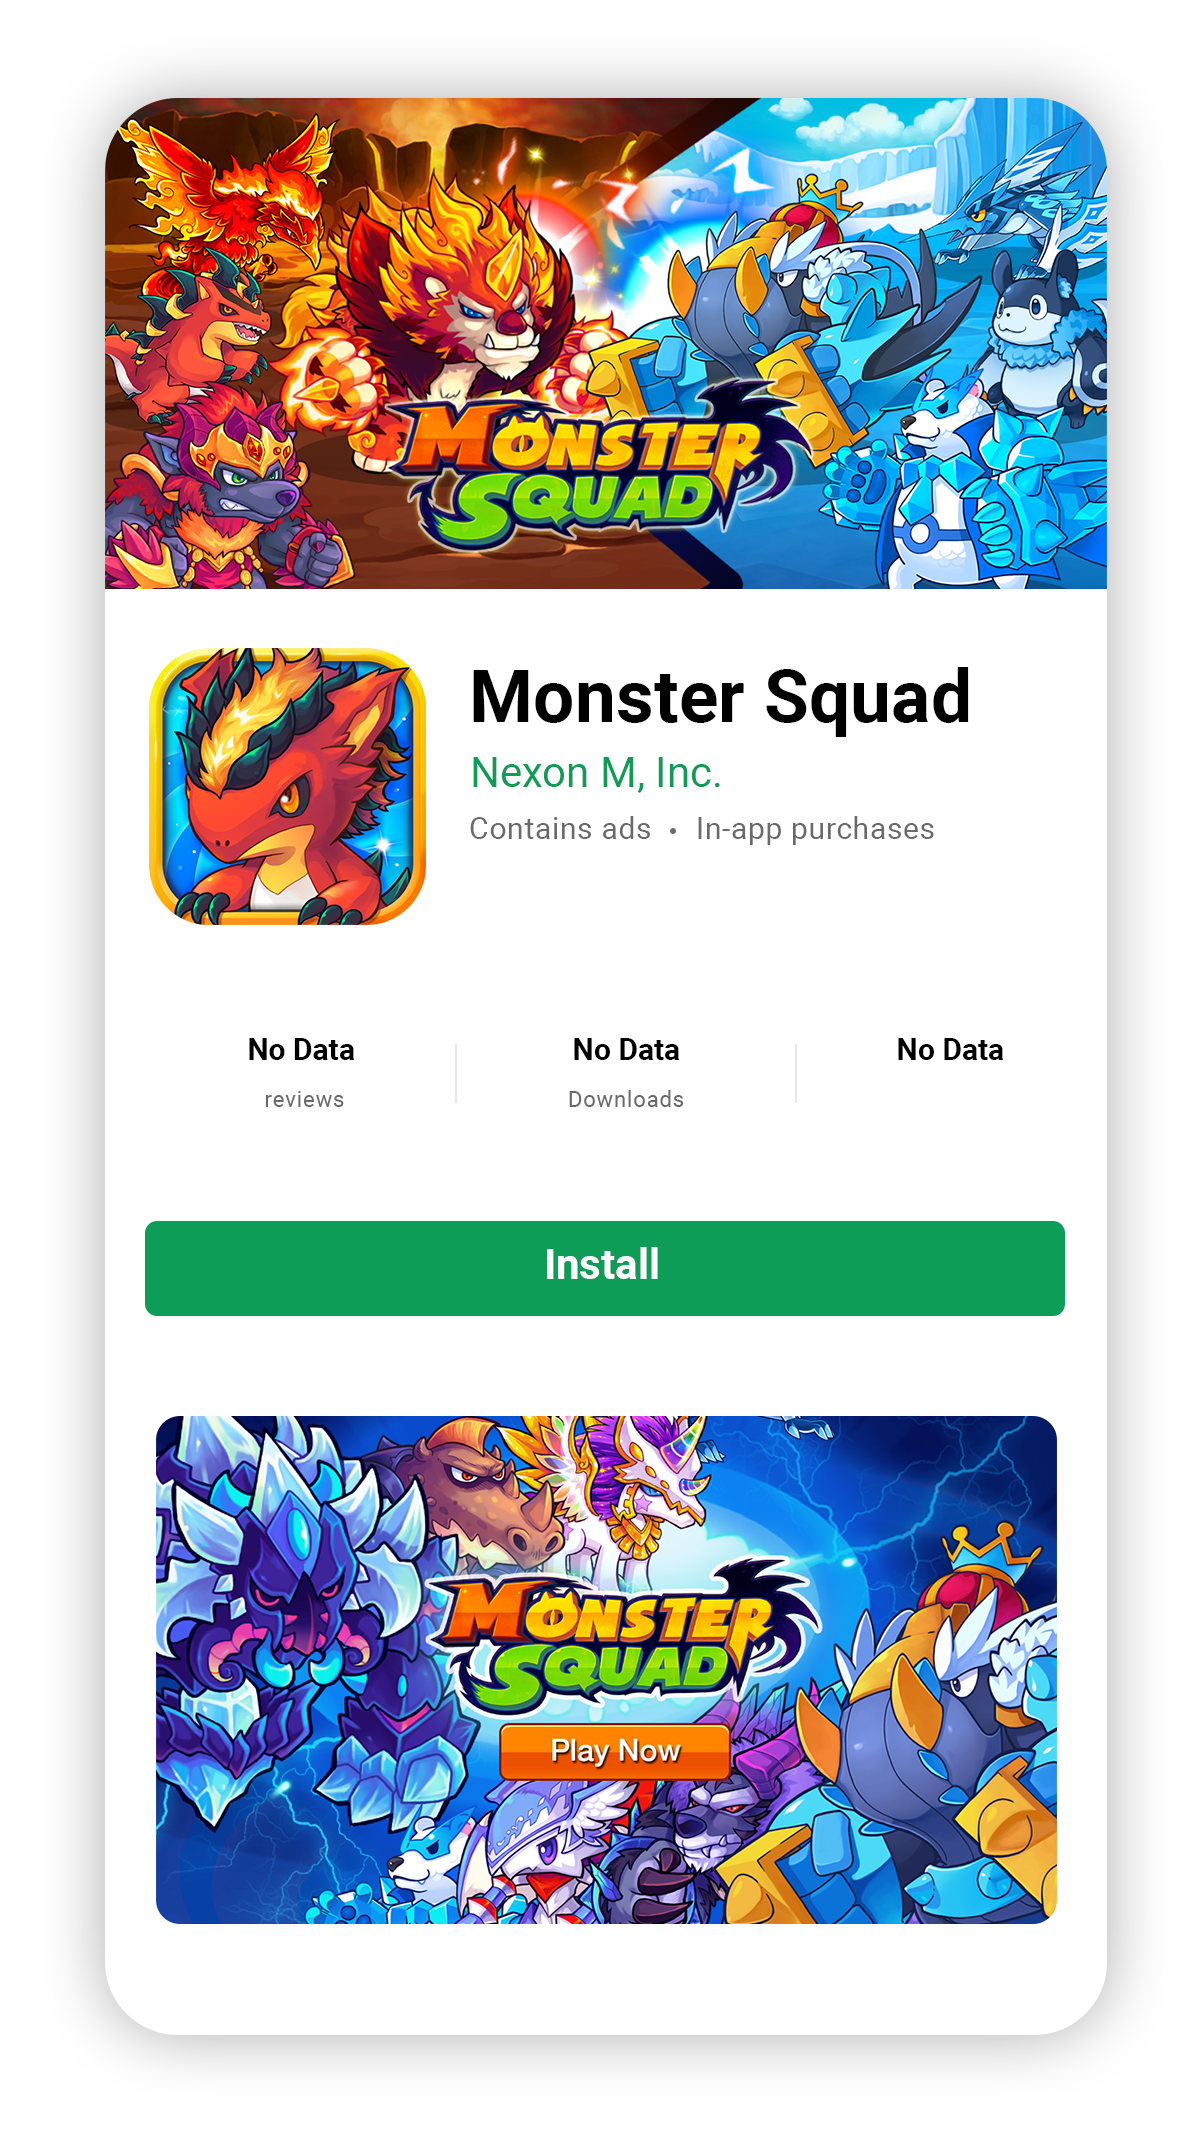 MONSTER
SQUAD
Monster Squad
Nexon M, Inc.
Contains ads • In-app purchases
No Data
reviews
No Data
Downloads
No Data
Install
MONSTER
SQUAD
Play Now